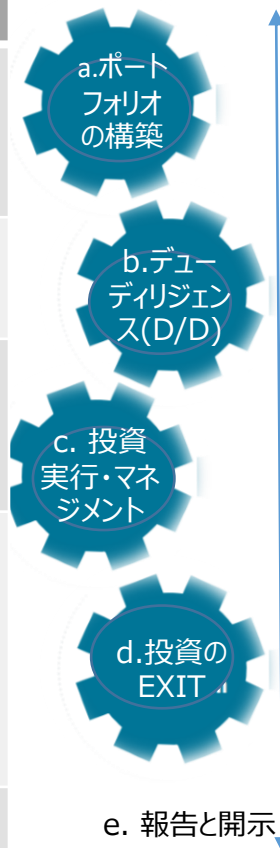 a.ポート
フォリオ
の構築
b.デュー
ディリジェン
ス(D/D)
c. 投資
実行・マネ
ジメント
d.投資の
EXIT
e. 報告と開示